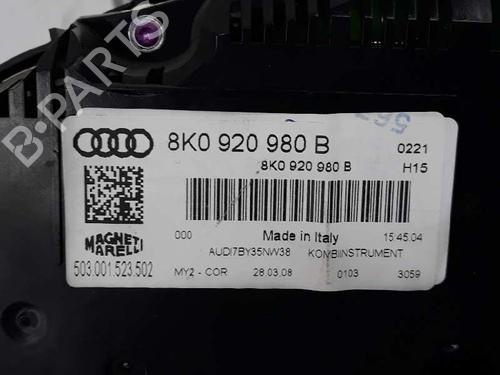 B-PARTS
567
8K0 920 980 B
0221
8K0 920 980 B
H15
000
Made in Italy
15:45:04
AUDI7BY35NW38
KOMBIINSTRUMENT
MAGNETI
MARELLI
503.001.523.502
MY2 - COR
28.03.08
0103
3059